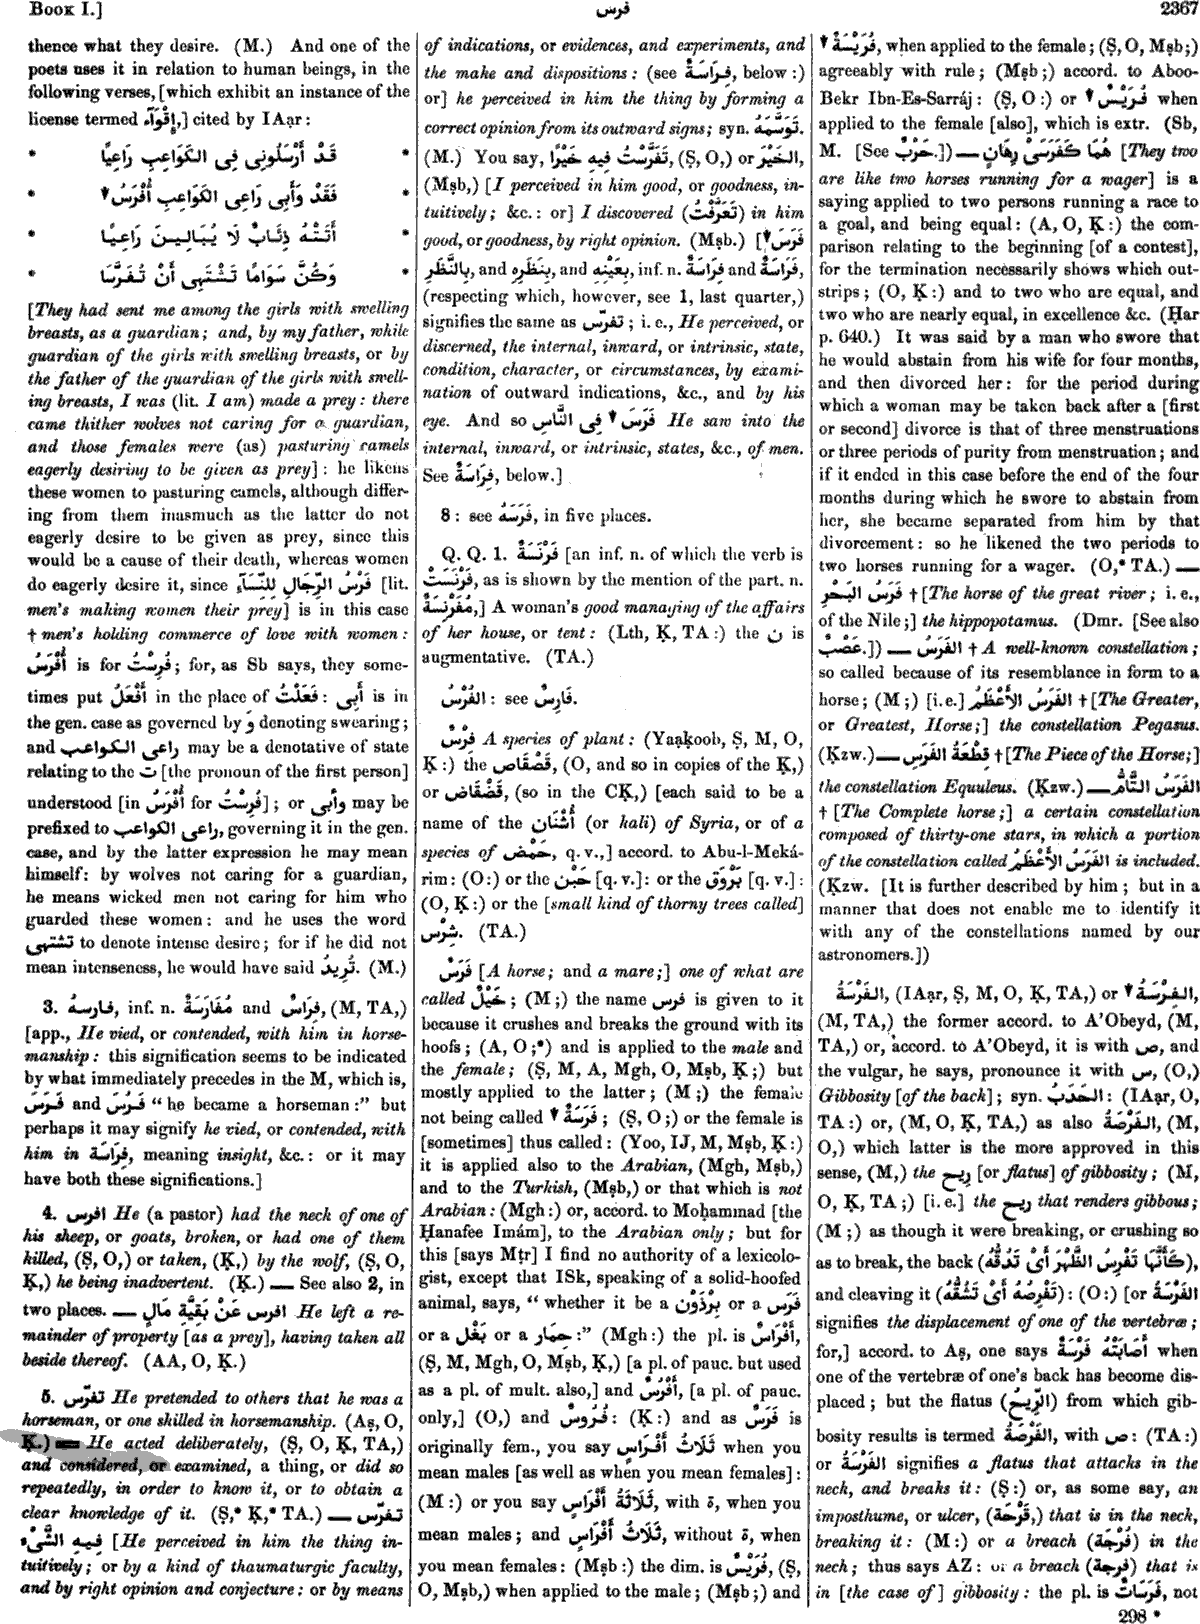 BOOK I.]
فرس
2367
thence what they desire. (M.) And one of the
poets uses it in relation to human beings, in the
following verses, [which exhibit an instance of the
license termed إِقْوَآء,] cited by IAạr:
* قَدْ أَرْسَلُونِى فِى الكَوَاعِبِ رَاعِيًا *
* فَقَدْ وَأَبِى رَاعِى الكَوَاعِبِ أُفْرَسُ *
* أَتَتْهُ ذِئَابٌ لَا يُبَالِينَ رَاعِيًا *
* وَكُنَّ سَوَامًا تَشْتَهِى أَنْ تُفَرَّسَا *
[They had sent me among the girls with swelling
breasts, as a guardian; and, by my father, while
guardian of the girls with swelling breasts, or by
the father of the guardian of the girls with swell-
ing breasts, I was (lit. I am) made a prey: there
came thither wolves not caring for a guardian,
and those females were (as) pasturing camels
eagerly desiring to be given as prey]: he likens
these women to pasturing camels, although differ-
ing from them inasmuch as the latter do not
eagerly desire to be given as prey, since this
would be a cause of their death, whereas women
do eagerly desire it, since فَرْسُ الرِّجَالِ لِلنِّسَآءِ [lit.
men's making women their prey] is in this case
† men's holding commerce of love with women:
أُفْرَسُ is for فُرِسْتُ; for, as Sb says, they some-
times put أَفْعَلُ in the place of فَعَلْتُ: أَبِى is in
the gen. case as governed by وَ denoting swearing;
and راعى الكواعب may be a denotative of state
relating to the ت [the pronoun of the first person]
understood [in أُفْرَسُ for فُرِسْتُ]; or وأبى may be
prefixed to راعى الكواعب, governing it in the gen.
case, and by the latter expression he may mean
himself: by wolves not caring for a guardian,
he means wicked men not caring for him who
guarded these women: and he uses the word
تشتهى to denote intense desire; for if he did not
mean intenseness, he would have said تُرِيدُ. (M.)
3. فارسهُ, inf. n. مُفَارَسَةٌ and فِرَاسٌ, (M, TA,)
[app., He vied, or contended, with him in horse-
manship: this signification seems to be indicated
by what immediately precedes in the M, which is,
فَرَسَ and فَرُسَ “he became a horseman:” but
perhaps it may signify he vied, or contended, with
him in فِرَاسَة, meaning insight, &c.: or it may
have both these significations.]
4. افرس He (a pastor) had the neck of one of
his sheep, or goats, broken, or had one of them
killed, (Ṣ, O,) or taken, (Ḳ,) by the wolf, (Ṣ, O,
Ḳ,) he being inadvertent. (Ḳ.) — See also 2, in
two places. — افرس عَنْ بَقِيَّةِ مَالٍ He left a re-
mainder of property [as a prey], having taken all
beside thereof. (AA, O, Ḳ.)
5. تفرّس He pretended to others that he was a
horseman, or one skilled in horsemanship. (Aṣ, O,
Ḳ.) ═ He acted deliberately, (Ṣ, O, Ḳ, TA,)
and considered, or examined, a thing, or did so
repeatedly, in order to know it, or to obtain a
clear knowledge of it. (Ṣ,* Ḳ,* TA.) — تفرّس
فِيهِ الشَّىْءَ [He perceived in him the thing in-
tuitively; or by a kind of thaumaturgic faculty,
and by right opinion and conjecture: or by means
of indications, or evidences, and experiments, and
the make and dispositions: (see فِرَاسَةٌ, below:)
or] he perceived in him the thing by forming a
correct opinion from its outward signs; syn. تَوَسَّمَهُ.
(M.) You say, تَفَرَّسْتُ فِيهِ خَيْرًا, (Ṣ, O,) or الخَيْرَ,
(Mṣb,) [I perceived in him good, or goodness, in-
tuitively; &c.: or] I discovered (تَعَرَّفْتُ) in him
good, or goodness, by right opinion. (Mṣb.) [فَرَسَ
بِالنَّظَرِ, and بِنَظَرِهِ, and بِعَيْنِهِ, inf. n. فِرَاسَةٌ and فَرَاسَةٌ,
(respecting which, however, see 1, last quarter,)
signifies the same as تفرّس; i. e., He perceived, or
discerned, the internal, inward, or intrinsic, state,
condition, character, or circumstances, by exami-
nation of outward indications, &c., and by his
eye. And so فَرَسَ فِى النَّاسِ He saw into the
internal, inward, or intrinsic, states, &c., of men.
See فِرَاسَةٌ, below.]
8: see فَرَسَهُ, in five places.
Q. Q. 1. فَرْنَسَةٌ [an inf. n. of which the verb is
فَرْنَسَتْ, as is shown by the mention of the part. n.
مُفَرْنِسَةٌ,] A woman's good managing of the affairs
of her house, or tent: (Lth, Ḳ, TA:) the ن is
augmentative. (TA.)
الفُرْسُ: see فَارِسٌ.
فِرْسٌ A species of plant: (Yaạḳoob, Ṣ, M, O,
Ḳ:) the قَضْقَاص, (O, and so in copies of the Ḳ,)
or قَضْقَاض, (so in the CḲ,) [each said to be a
name of the أُشْنَان (or kali) of Syria, or of a
species of حَمْض, q. v.,] accord. to Abu-l-Meká-
rim: (O:) or the حَبْن [q. v.]: or the بَرْوَق [q. v.]:
(O, Ḳ:) or the [small kind of thorny trees called]
شِرْس. (TA.)
فَرَسٌ [A horse; and a mare;] one of what are
called خَيْلٌ; (M;) the name فرس is given to it
because it crushes and breaks the ground with its
hoofs; (A, O;*) and is applied to the male and
the female; (Ṣ, M, A, Mgh, O, Mṣb, Ḳ;) but
mostly applied to the latter; (M;) the female
not being called فَرَسَةٌ; (Ṣ, O;) or the female is
[sometimes] thus called: (Yoo, IJ, M, Mṣb, Ḳ:)
it is applied also to the Arabian, (Mgh, Mṣb,)
and to the Turkish, (Mṣb,) or that which is not
Arabian: (Mgh:) or, accord. to Moḥammad [the
Ḥanafee Imám], to the Arabian only; but for
this [says Mṭr] I find no authority of a lexicolo-
gist, except that ISk, speaking of a solid-hoofed
animal, says, “whether it be a بِرْذَوْن or a فَرَس
or a بَغْل or a حِمَار:” (Mgh:) the pl. is أَفْرَاسٌ,
(Ṣ, M, Mgh, O, Mṣb, Ḳ,) [a pl. of pauc. but used
as a pl. of mult. also,] and أَفْرُسٌ, [a pl. of pauc.
only,] (O,) and فُرُوسٌ: (Ḳ:) and as فَرَسٌ is
originally fem., you say ثَلَاثُ أَفْرَاسٍ when you
mean males [as well as when you mean females]:
(M:) or you say ثَلَاثَةُ أَفْرَاسٍ, with ة, when you
mean males; and ثَلَاثُ أَفْرَاسٍ, without ة, when
you mean females: (Mṣb:) the dim. is فُرَيْسٌ, (Ṣ,
O, Mṣb,) when applied to the male; (Mṣb;) and
فُرَيْسَةٌ, when applied to the female; (Ṣ, O, Mṣb;)
agreeably with rule; (Mṣb;) accord. to Aboo-
Bekr Ibn-Es-Sarráj: (Ṣ, O:) or فُرَيْسٌ when
applied to the female [also], which is extr. (Sb,
M. [See حَرْبٌ.]) — هُمَا كَفَرَسَىْ رِهَانٍ [They two
are like two horses running for a wager] is a
saying applied to two persons running a race to
a goal, and being equal: (A, O, Ḳ:) the com-
parison relating to the beginning [of a contest],
for the termination necessarily shows which out-
strips; (O, Ḳ:) and to two who are equal, and
two who are nearly equal, in excellence &c. (Ḥar
p. 640.) It was said by a man who swore that
he would abstain from his wife for four months,
and then divorced her: for the period during
which a woman may be taken back after a [first
or second] divorce is that of three menstruations
or three periods of purity from menstruation; and
if it ended in this case before the end of the four
months during which he swore to abstain from
her, she became separated from him by that
divorcement: so he likened the two periods to
two horses running for a wager. (O,* TA.) —
فَرَسُ البَحْرِ † [The horse of the great river; i. e.,
of the Nile;] the hippopotamus. (Dmr. [See also
عَضْبٌ.]) — الفَرَسُ † A well-known constellation;
so called because of its resemblance in form to a
horse; (M;) [i. e.] الفَرَسُ الأَعْظَمُ † [The Greater,
or Greatest, Horse;] the constellation Pegasus.
(Ḳzw.) — قِطْعَةُ الفَرَسِ † [The Piece of the Horse;]
the constellation Equuleus. (Ḳzw.) — الفَرَسُ التَّامُّ
† [The Complete horse;] a certain constellation
composed of thirty-one stars, in which a portion
of the constellation called الفَرَسُ الأَعْظَمُ is included.
(Ḳzw. [It is further described by him; but in a
manner that does not enable me to identify it
with any of the constellations named by our
astronomers.])
الفَرْسَةُ, (IAạr, Ṣ, M, O, Ḳ, TA,) or الفِرْسَةُ,
(M, TA,) the former accord. to A'Obeyd, (M,
TA,) or, accord. to A'Obeyd, it is with ص, and
the vulgar, he says, pronounce it with س, (O,)
Gibbosity [of the back]; syn. الحَدَبُ: (IAạr, O,
TA:) or, (M, O, Ḳ, TA,) as also الفَرْصَةُ, (M,
O,) which latter is the more approved in this
sense, (M,) the رِيح [or flatus] of gibbosity; (M,
O, Ḳ, TA;) [i. e.] the ريح that renders gibbous;
(M;) as though it were breaking, or crushing so
as to break, the back (كَأَنَّهَا تَفْرِسُ الظَّهْرَ أَىْ تَدُقُّهُ),
and cleaving it (تَفْرِصُهُ أَىْ تَشُقُّهُ): (O:) [or الفَرْسَةُ
signifies the displacement of one of the vertebræ;
for,] accord. to Aṣ, one says أَصَابَتْهُ فَرْسَةٌ when
one of the vertebræ of one's back has become dis-
placed; but the flatus (الرِّيحُ) from which gib-
bosity results is termed الفَرْصَةُ, with ص: (TA:)
or الفَرْسَةُ signifies a flatus that attacks in the
neck, and breaks it: (Ṣ:) or, as some say, an
imposthume, or ulcer, (قَرْحَة,) that is in the neck,
breaking it: (M:) or a breach (فُرْجَة) in the
neck; thus says AZ: or a breach (فرجة) that is
in [the case of] gibbosity: the pl. is فَرَسَاتٌ, not
298 *